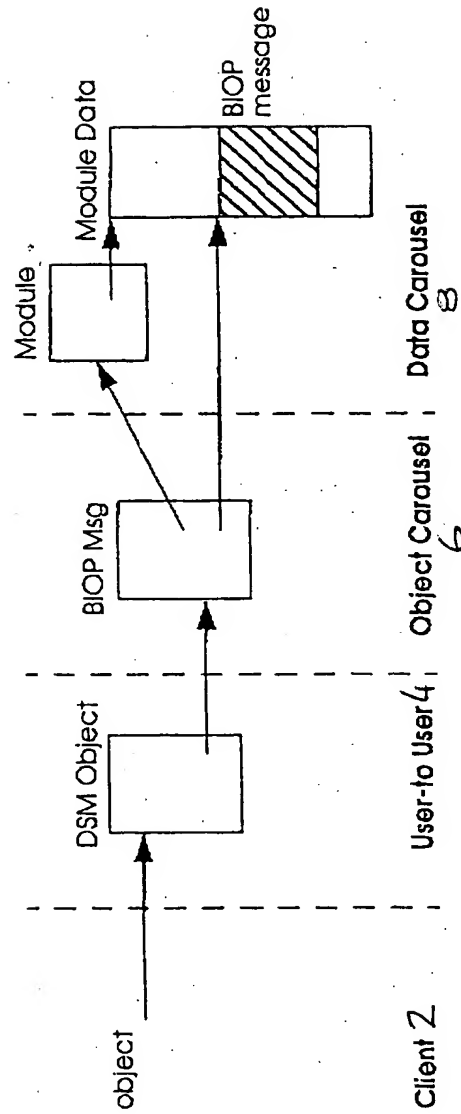 object
DSM Object
BIOP Msg
Module
Module Data
BIOP
message
Client 2
User-to User 4
Object Carousel
6
Data Carousel
8